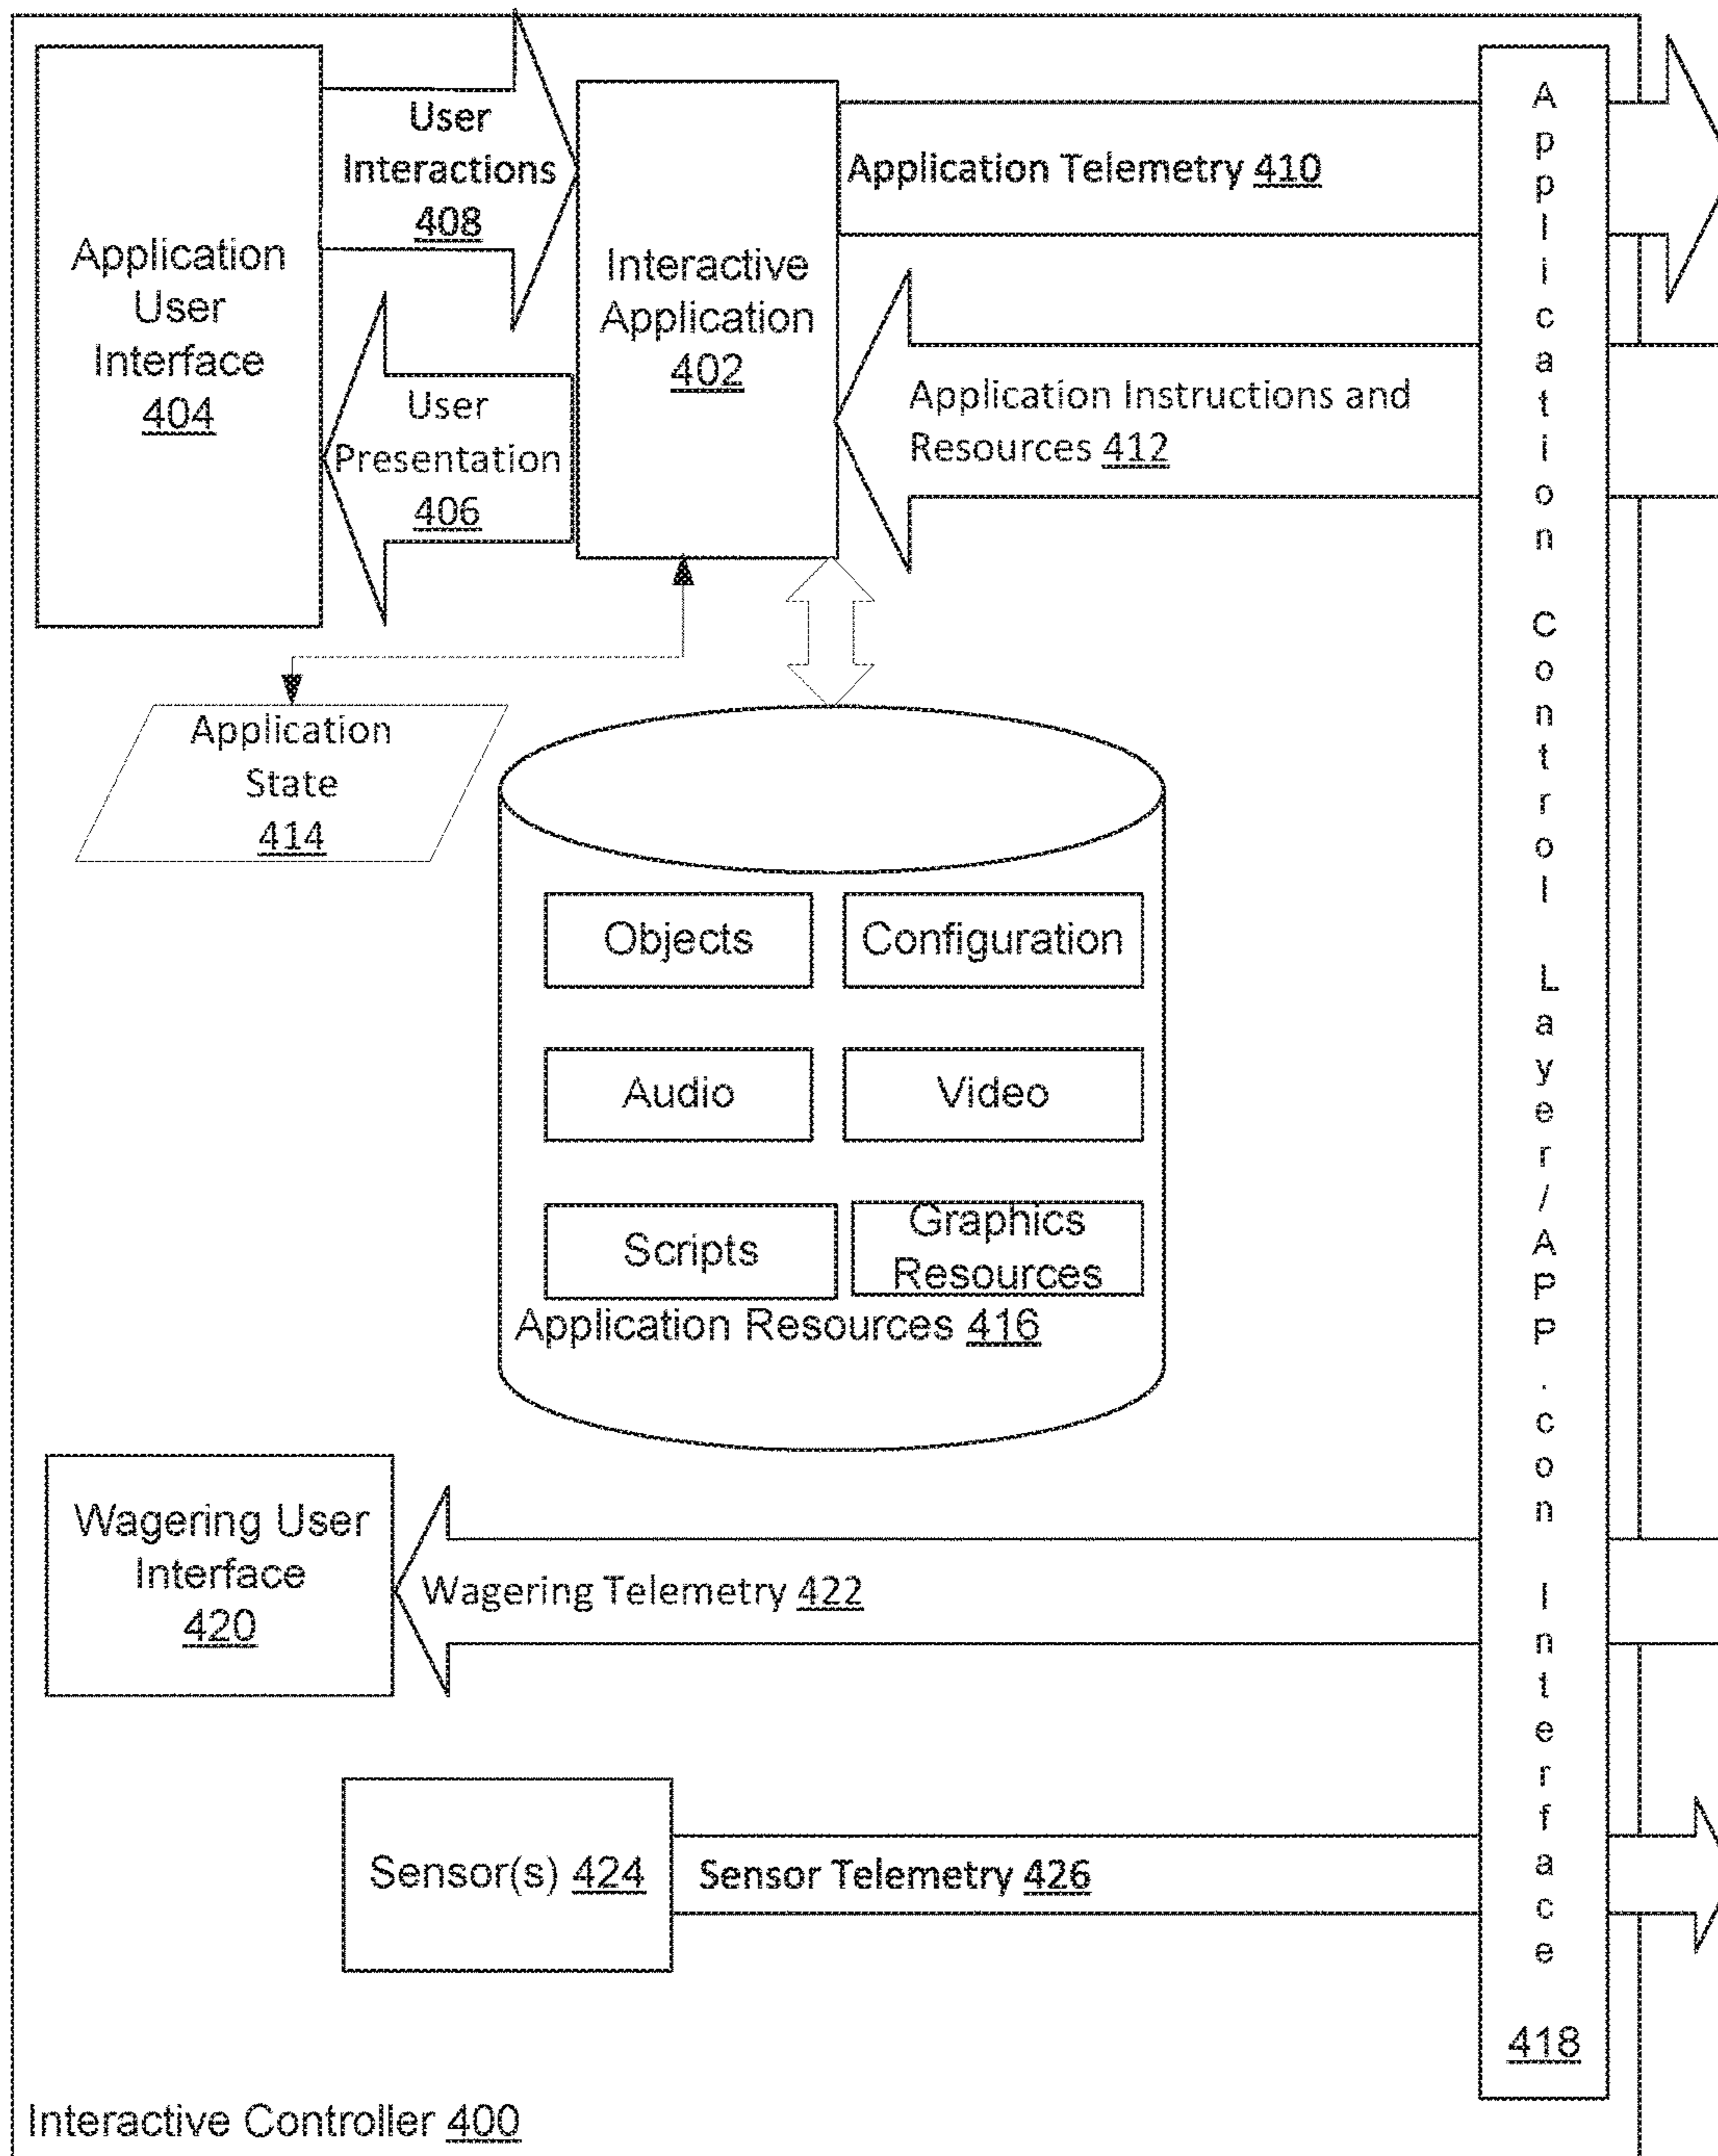 Application
User
Interface
404
User
Interactions
408
User
Presentation
406
Interactive
Application
402
Application Telemetry 410
Application Instructions and
Resources 412
Application
State
414
Objects
Configuration
Audio
Video
Scripts
Graphics
Resources
Application Resources 416
Application Control Layer/App.con Interface
418
Wagering User
Interface
420
Wagering Telemetry 422
Sensor(s) 424
Sensor Telemetry 426
Interactive Controller 400